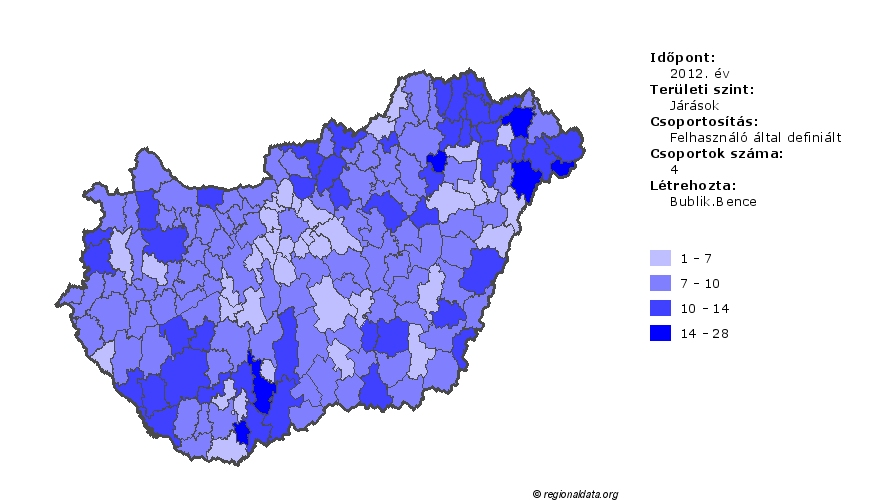 Időpont:
2012. év
Területi szint:
Járások
Csoportosítás:
Felhasználó által definiált
Csoportok száma:
4
Létrehozta:
Bublik.Bence
1 – 7
7 – 10
10 – 14
14 – 28
© regionaldata.org